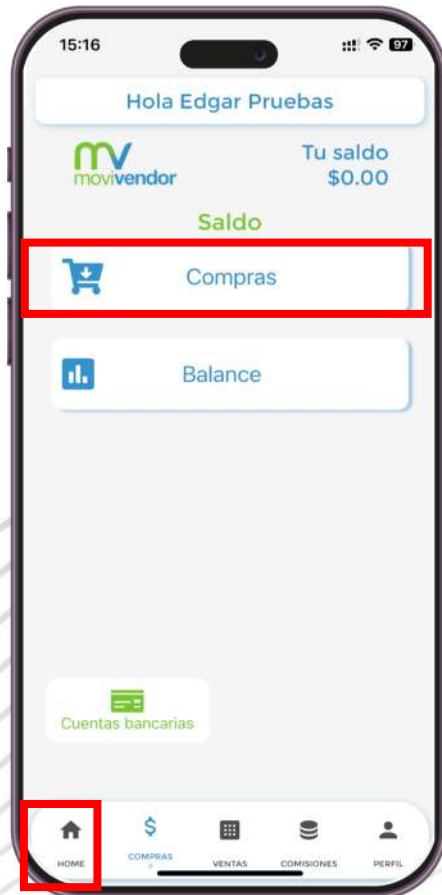 15:16
97
Hola Edgar Pruebas
movivendor
Tu saldo
$0.00
Saldo
Compras
Balance
Cuentas bancarias
HOME
COMPRAS
VENTAS
COMISIONES
PERFIL